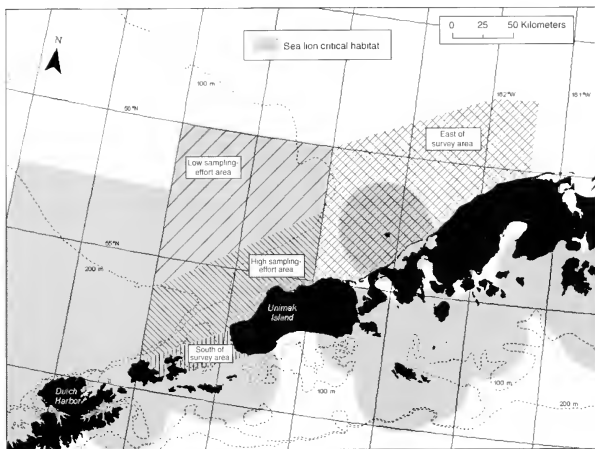 0 25 50 Kilometers
Sea lion critical habitat
N
100 m
162°W
161°W
56°N
East of
survey area
Low sampling-
effort area
55°N
200 m
High sampling-
effort area
Unimak
Island
South of
survey area
Dutch
Harbor
100 m
100 m
200 m